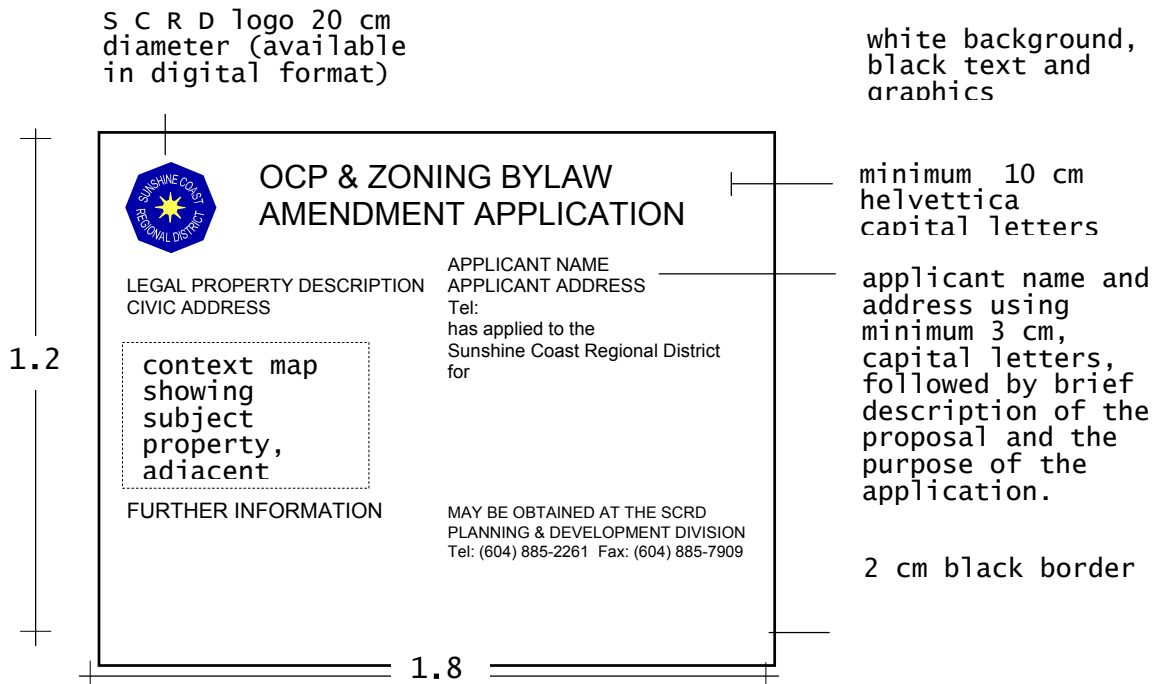 S C R D logo 20 cm
diameter (available
in digital format)
white background,
black text and
graphics
SUNSHINE COAST
REGIONAL DISTRICT
OCP & ZONING BYLAW
AMENDMENT APPLICATION
minimum 10 cm
helvettica
capital letters
LEGAL PROPERTY DESCRIPTION
CIVIC ADDRESS
APPLICANT NAME
APPLICANT ADDRESS
Tel:
has applied to the
Sunshine Coast Regional District
for
applicant name and
address using
minimum 3 cm,
capital letters,
followed by brief
description of the
proposal and the
purpose of the
application.
1.2
context map
showing
subject
property,
adjacent
FURTHER INFORMATION
MAY BE OBTAINED AT THE SCRD
PLANNING & DEVELOPMENT DIVISION
Tel: (604) 885-2261 Fax: (604) 885-7909
2 cm black border
1.8